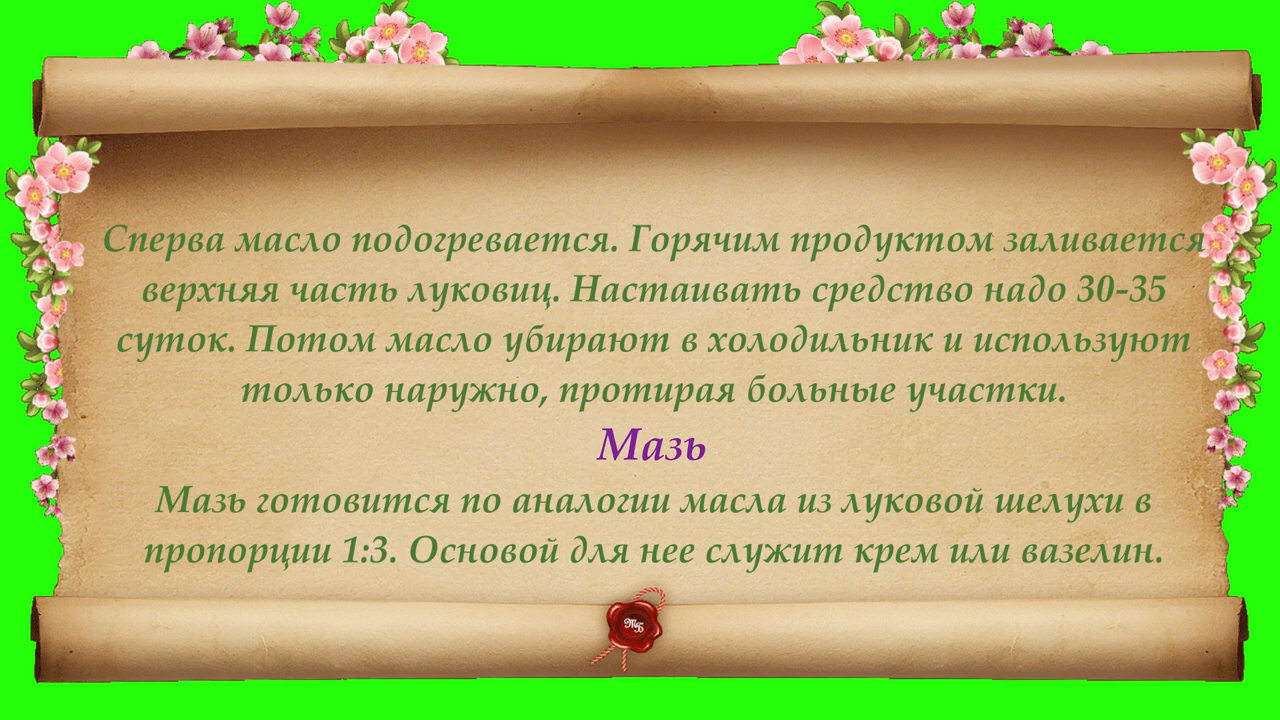 Сперва масло подогревается. Горячим продуктом заливается
верхняя часть луковиц. Настаивать средство надо 30-35
суток. Потом масло убирают в холодильник и используют
только наружно, протирая больные участки.
Мазь
Мазь готовится по аналогии масла из луковой шелухи в
пропорции 1:3. Основой для нее служит крем или вазелин.